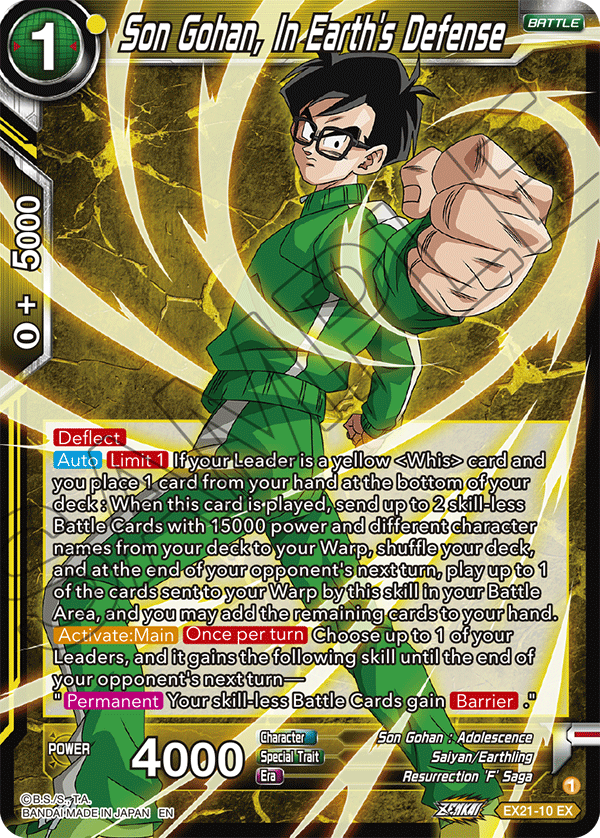 1
Son Gohan, In Earth's Defense
BATTLE
0 + 5000
Deflect
Auto Limit 1 If your Leader is a yellow <Whis> card and
you place 1 card from your hand at the bottom of your
deck : When this card is played, send up to 2 skill-less
Battle Cards with 15000 power and different character
names from your deck to your Warp, shuffle your deck,
and at the end of your opponent's next turn, play up to 1
of the cards sent to your Warp by this skill in your Battle
Area, and you may add the remaining cards to your hand.
Activate:Main Once per turn Choose up to 1 of your
Leaders, and it gains the following skill until the end of
your opponent's next turn—
"Permanent Your skill-less Battle Cards gain Barrier ."
POWER 4000
Character Son Gohan : Adolescence
Special Trait Saiyan/Earthling
Era Resurrection 'F' Saga
1
©B.S./S.,T.A.
BANDAI MADE IN JAPAN EN
ZENKAI
EX21-10 EX
SAMPLE